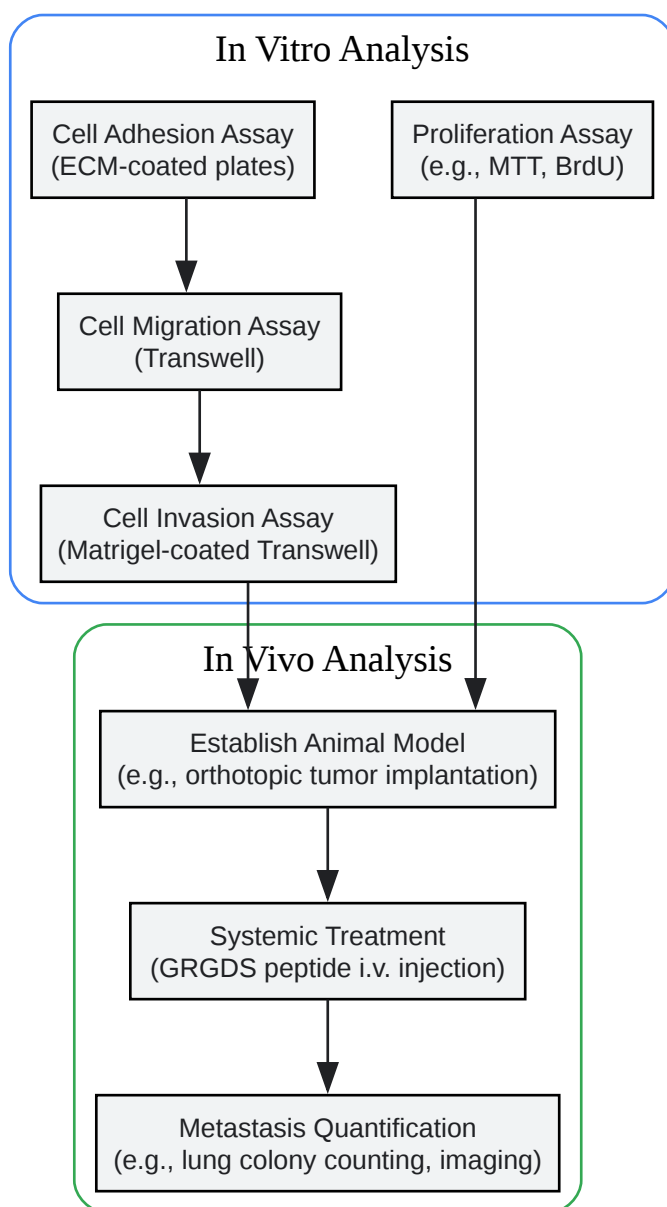 In Vitro Analysis
Cell Adhesion Assay
(ECM-coated plates)
Proliferation Assay
(e.g., MTT, BrdU)
Cell Migration Assay
(Transwell)
Cell Invasion Assay
(Matrigel-coated Transwell)
In Vivo Analysis
Establish Animal Model
(e.g., orthotopic tumor implantation)
Systemic Treatment
(GRGDS peptide i.v. injection)
Metastasis Quantification
(e.g., lung colony counting, imaging)